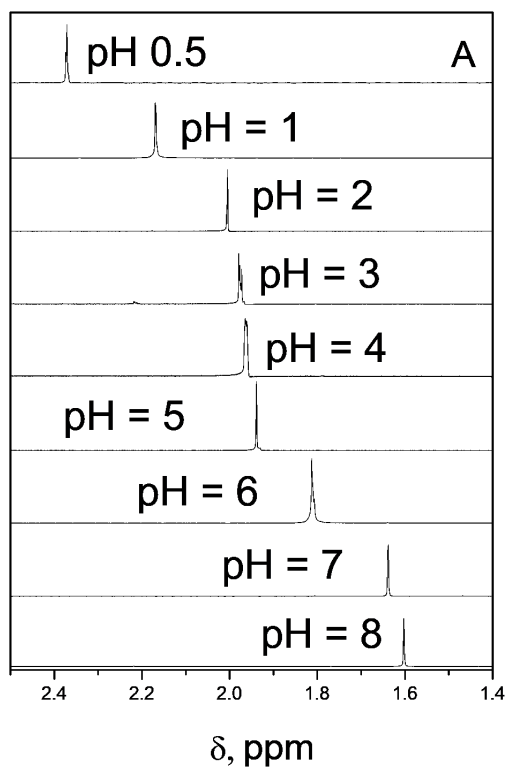 pH 0.5
A
pH = 1
pH = 2
pH = 3
pH = 4
pH = 5
pH = 6
pH = 7
pH = 8
2.4 2.2 2.0 1.8 1.6 1.4
δ, ppm